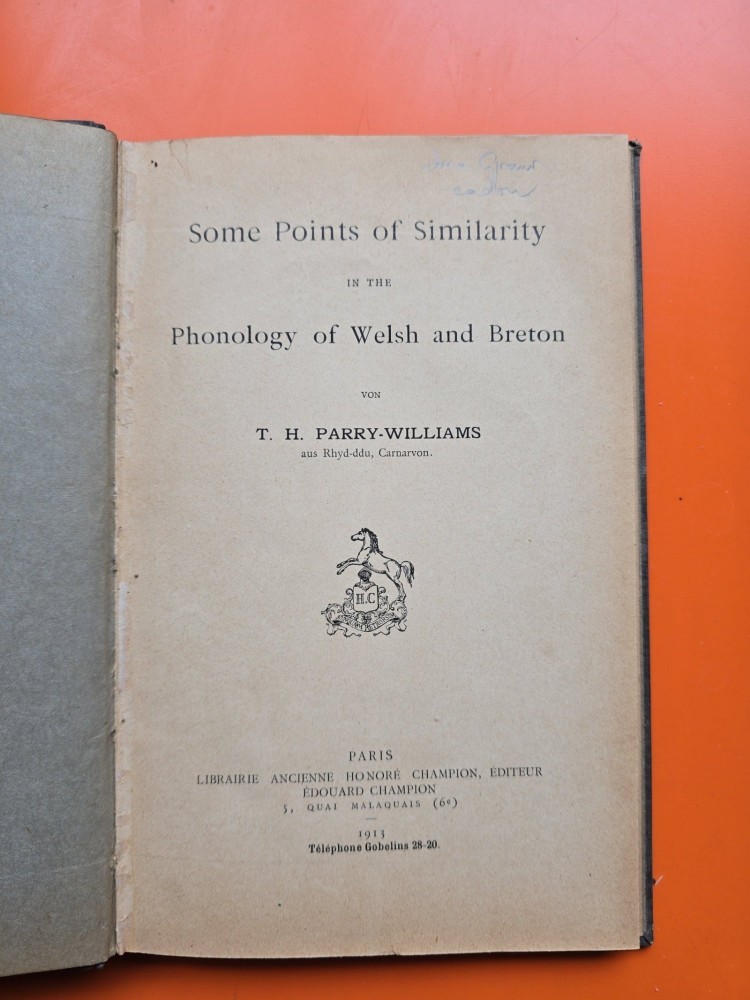 Some Points of Similarity
IN THE
Phonology of Welsh and Breton
VON
T. H. PARRY-WILLIAMS
aus Rhyd-ddu, Carnarvon.
H.C
PARIS
LIBRAIRIE ANCIENNE HONORÉ CHAMPION, ÉDITEUR
ÉDOUARD CHAMPION
5, QUAI MALAQUAIS (6e)
1913
Téléphone Gobelins 28-20.